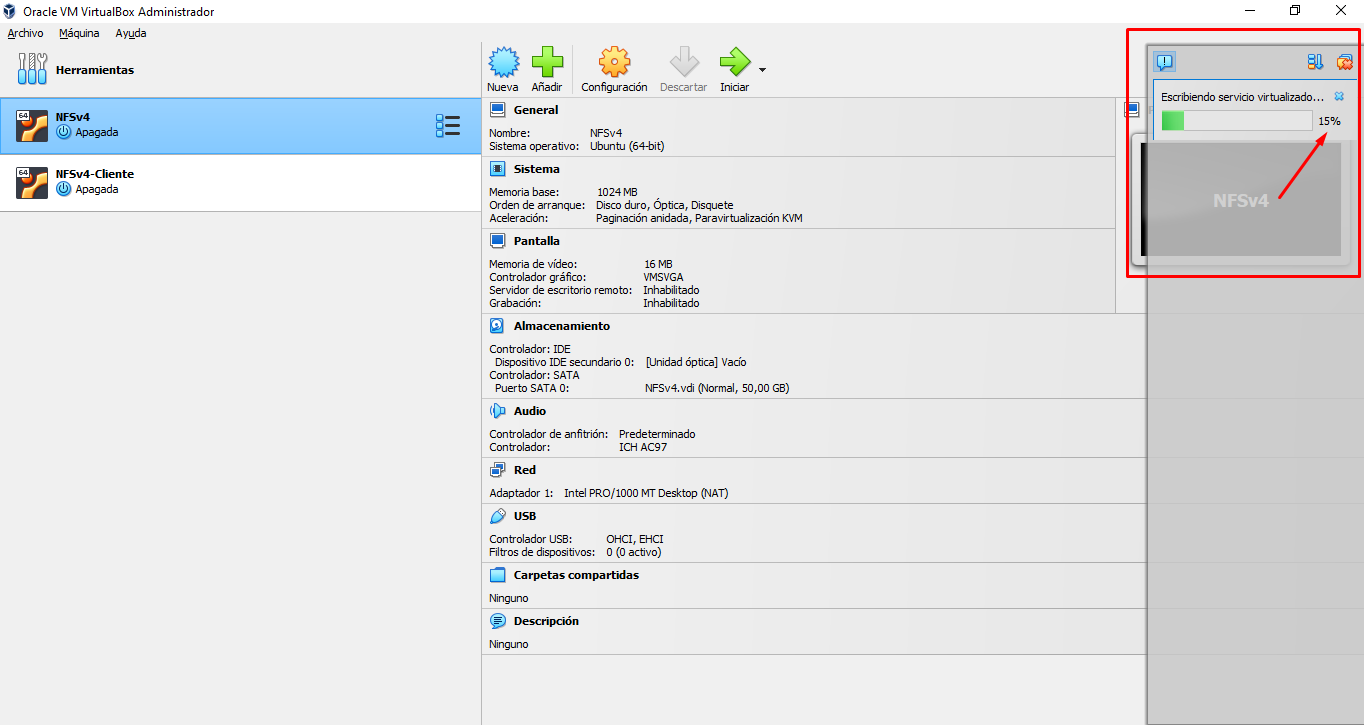 Oracle VM VirtualBox Administrador
Archivo Máquina Ayuda
Herramientas
64
NFSv4
Apagada
64
NFSv4-Cliente
Apagada
Nueva Añadir Configuración Descartar Iniciar
General
Nombre: NFSv4
Sistema operativo: Ubuntu (64-bit)
Sistema
Memoria base: 1024 MB
Orden de arranque: Disco duro, Óptica, Disquete
Aceleración: Paginación anidada, Paravirtualización KVM
Pantalla
Memoria de vídeo: 16 MB
Controlador gráfico: VMSVGA
Servidor de escritorio remoto: Inhabilitado
Grabación: Inhabilitado
Almacenamiento
Controlador: IDE
Dispositivo IDE secundario 0: [Unidad óptica] Vacío
Controlador: SATA
Puerto SATA 0: NFSv4.vdi (Normal, 50,00 GB)
Audio
Controlador de anfitrión: Predeterminado
Controlador: ICH AC97
Red
Adaptador 1: Intel PRO/1000 MT Desktop (NAT)
USB
Controlador USB: OHCI, EHCI
Filtros de dispositivos: 0 (0 activo)
Carpetas compartidas
Ninguno
Descripción
Ninguno
Escribiendo servicio virtualizado...
15%
NFSv4